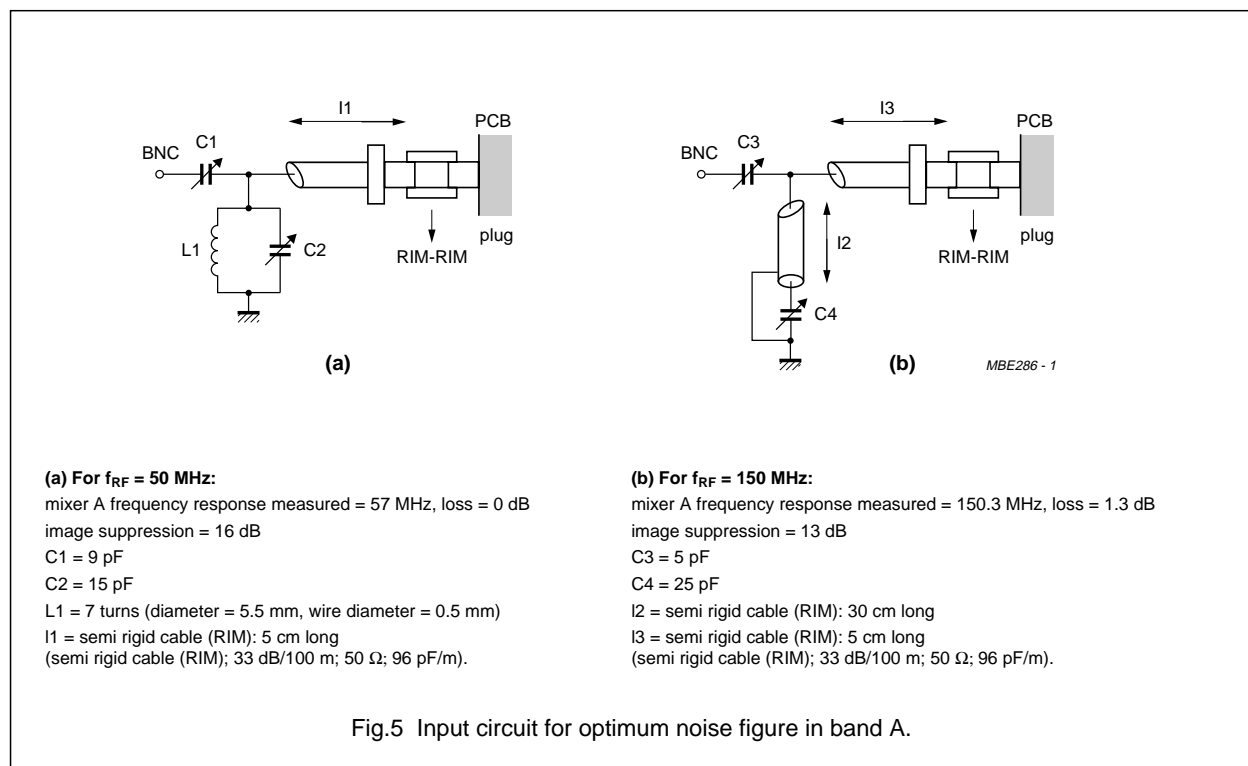 l1
PCB
C1
BNC
L1
C2
RIM-RIM
plug
(a)
l3
PCB
C3
BNC
l2
RIM-RIM
plug
C4
(b)
MBE286 - 1
(a) For fRF = 50 MHz:
mixer A frequency response measured = 57 MHz, loss = 0 dB
image suppression = 16 dB
C1 = 9 pF
C2 = 15 pF
L1 = 7 turns (diameter = 5.5 mm, wire diameter = 0.5 mm)
l1 = semi rigid cable (RIM): 5 cm long
(semi rigid cable (RIM); 33 dB/100 m; 50 Ω; 96 pF/m).
(b) For fRF = 150 MHz:
mixer A frequency response measured = 150.3 MHz, loss = 1.3 dB
image suppression = 13 dB
C3 = 5 pF
C4 = 25 pF
l2 = semi rigid cable (RIM): 30 cm long
l3 = semi rigid cable (RIM): 5 cm long
(semi rigid cable (RIM); 33 dB/100 m; 50 Ω; 96 pF/m).
Fig.5 Input circuit for optimum noise figure in band A.